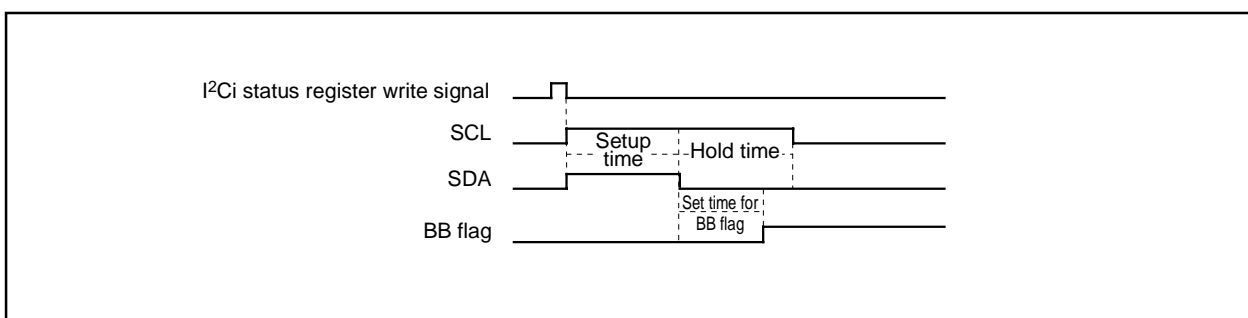 I²Ci status register write signal
SCL
Setup
time
Hold time
SDA
Set time for
BB flag
BB flag